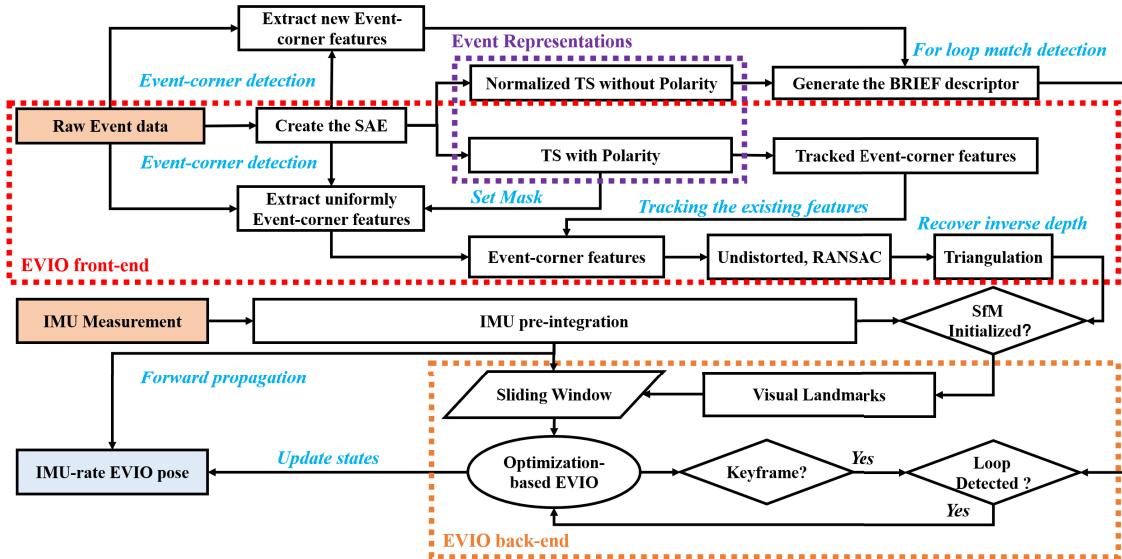 Extract new Event-
corner features
Event Representations
For loop match detection
Event-corner detection
Normalized TS without Polarity
Generate the BRIEF descriptor
Raw Event data
Create the SAE
Event-corner detection
TS with Polarity
Tracked Event-corner features
Extract uniformly
Event-corner features
Set Mask
Tracking the existing features
Recover inverse depth
EVIO front-end
Event-corner features
Undistorted, RANSAC
Triangulation
IMU Measurement
IMU pre-integration
SfM
Initialized?
Forward propagation
Sliding Window
Visual Landmarks
IMU-rate EVIO pose
Update states
Optimization-
based EVIO
Keyframe?
Yes
Loop
Detected ?
Yes
EVIO back-end